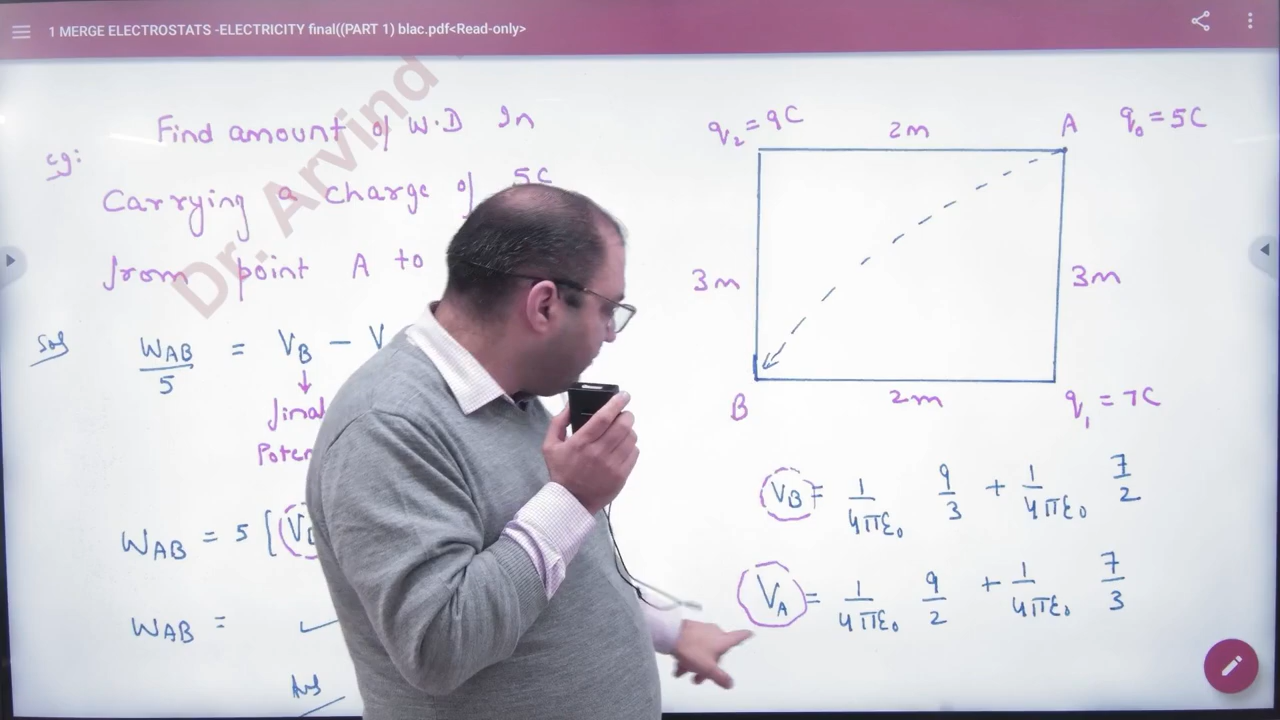 1 MERGE ELECTROSTATS -ELECTRICITY final((PART 1) blac.pdf<Read-only>
Dr. Arvind
eg:
Find amount of W.D In
Carrying a charge of 5C
from point A to
Sol
W_AB / 5 = V_B − V
↓
final
W_AB = 5 [(V
W_AB = ✓
Ans
q₂ = 9C
2m
A
q₀ = 5C
3m
3m
B
2m
q₁ = 7C
V_B = 1/4πε₀ 9/3 + 1/4πε₀ 7/2
V_A = 1/4πε₀ 9/2 + 1/4πε₀ 7/3